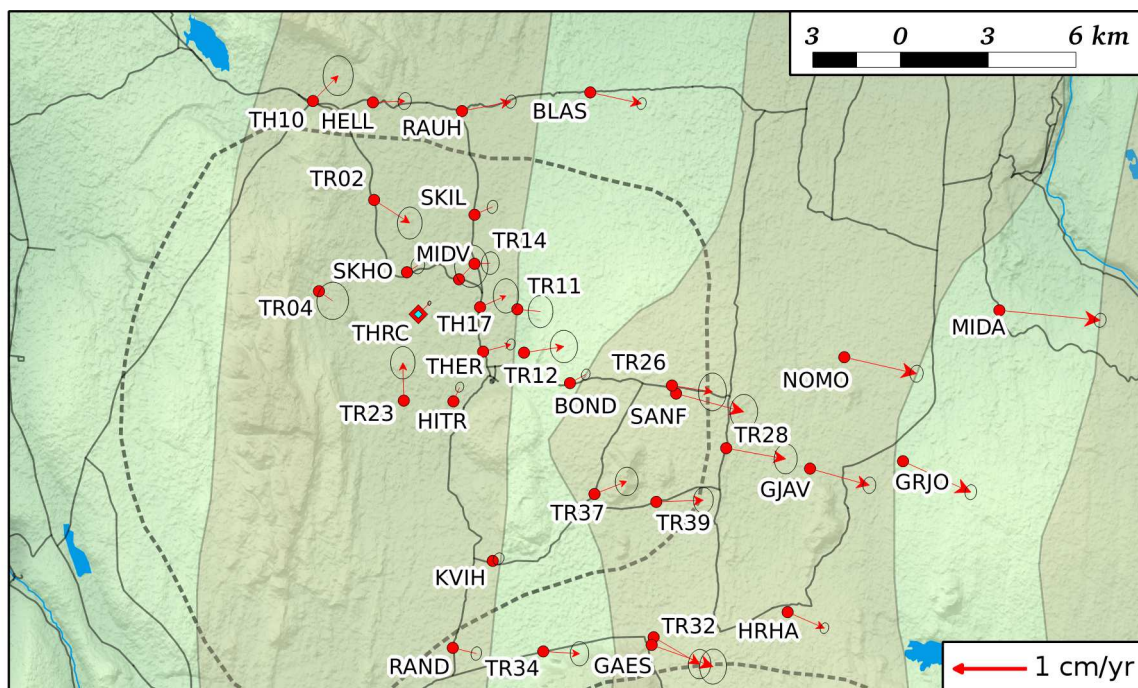 3 0 3 6 km
BLAS
TH10
HELL
RAUH
TR02
SKIL
MIDV
TR14
SKHO
TR04
TR11
THRC
TH17
MIDA
THER
TR12
TR26
NOMO
BOND
SANF
TR23
HITR
TR28
GJAV
GRJO
TR37
TR39
KVIH
TR32
HRHA
RAND
TR34
GAES
1 cm/yr